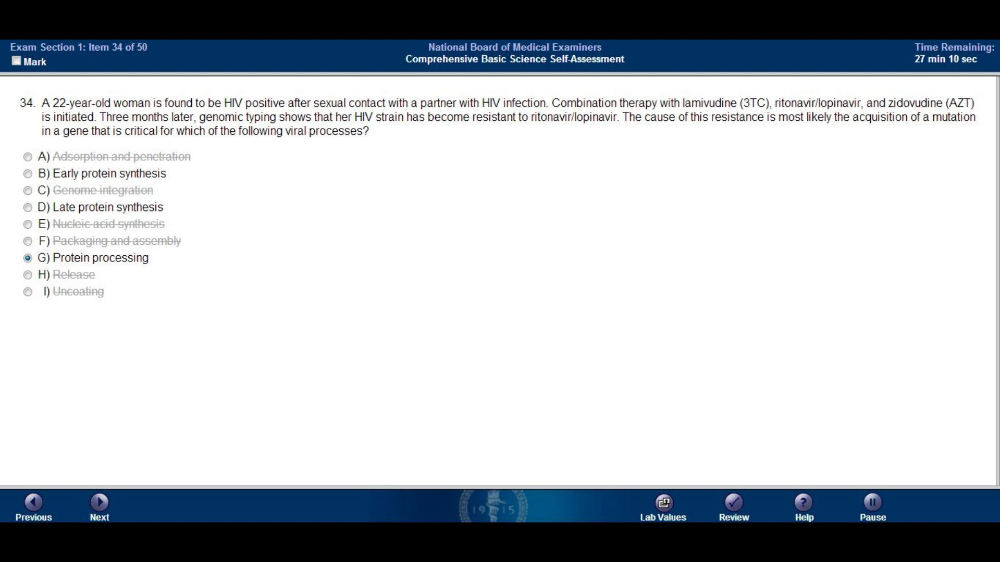 Exam Section 1: Item 34 of 50
National Board of Medical Examiners
Time Remaining:
Mark
Comprehensive Basic Science Self-Assessment
27 min 10 sec
34. A 22-year-old woman is found to be HIV positive after sexual contact with a partner with HIV infection. Combination therapy with lamivudine (3TC), ritonavir/lopinavir, and zidovudine (AZT)
is initiated. Three months later, genomic typing shows that her HIV strain has become resistant to ritonavir/lopinavir. The cause of this resistance is most likely the acquisition of a mutation
in a gene that is critical for which of the following viral processes?
A) Adsorption and penetration
B) Early protein synthesis
C) Genome integration
D) Late protein synthesis
E) Nucleic acid synthesis
F) Packaging and assembly
G) Protein processing
H) Release
I) Uncoating
1915
Previous
Next
Lab Values
Review
Help
Pause